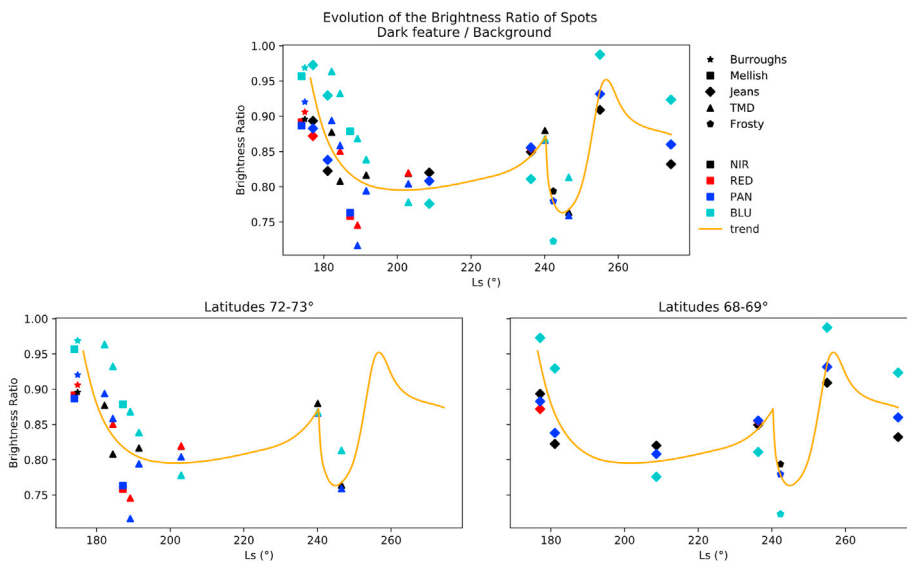 Evolution of the Brightness Ratio of Spots
Dark feature / Background
1.00
0.95
0.90
0.85
0.80
0.75
Brightness Ratio
180
200
220
240
260
Ls (°)
Burroughs
Mellish
Jeans
TMD
Frosty
NIR
RED
PAN
BLU
trend
Latitudes 72-73°
1.00
0.95
0.90
0.85
0.80
0.75
Brightness Ratio
180
200
220
240
260
Ls (°)
Latitudes 68-69°
180
200
220
240
260
Ls (°)